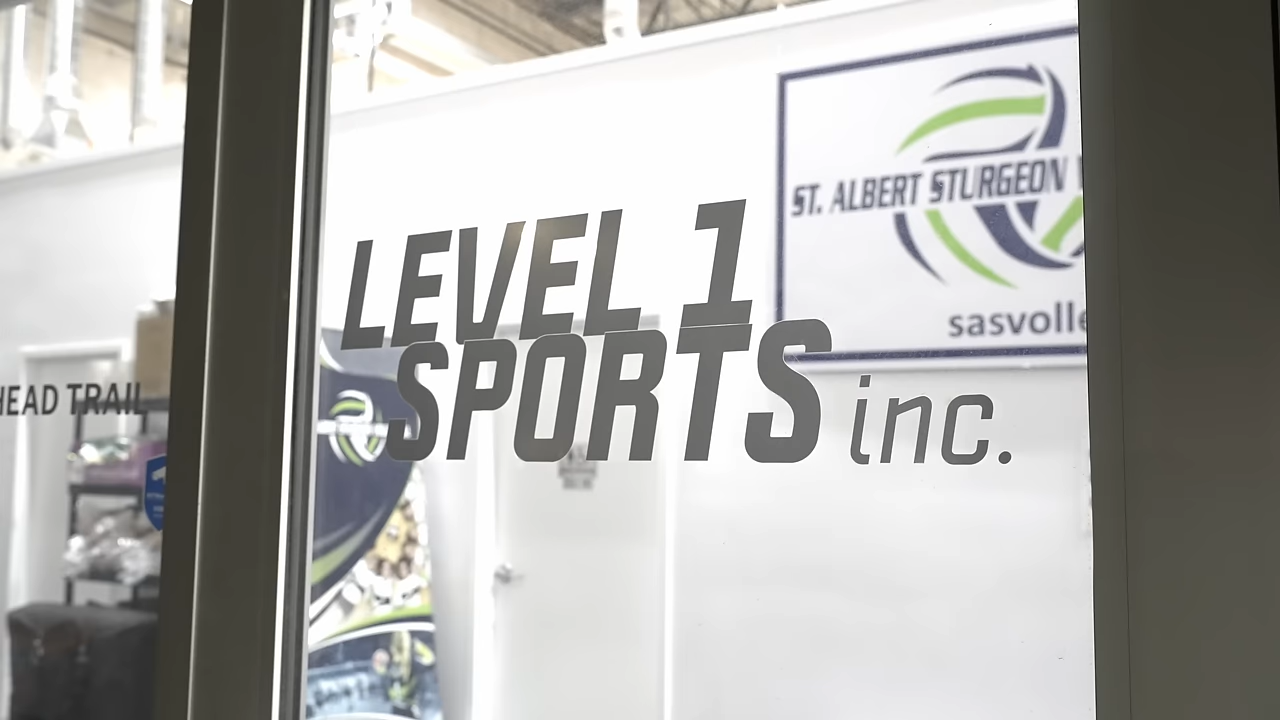 ST. ALBERT STURGEON
LEVEL 1
SPORTS inc.
sasvolle
HEAD TRAIL